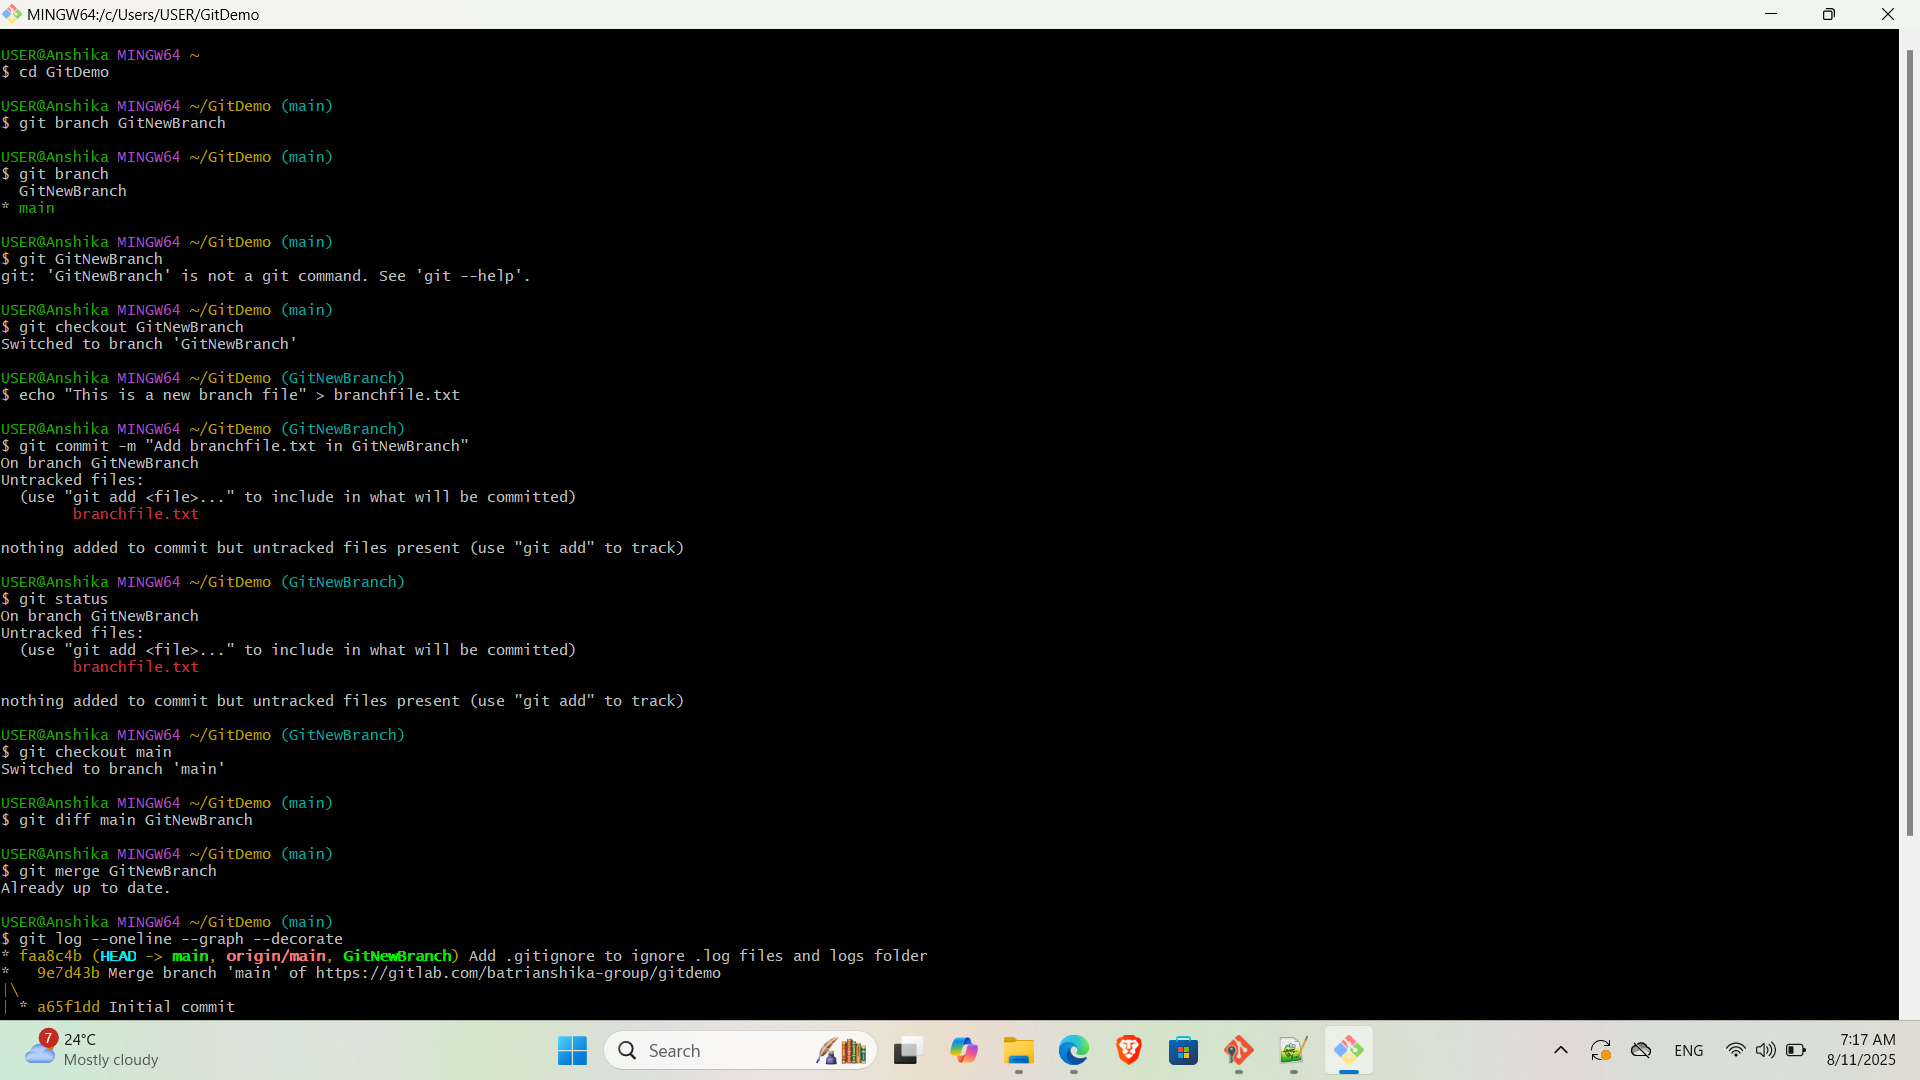 MINGW64:/c/Users/USER/GitDemo
USER@Anshika MINGW64 ~
$ cd GitDemo
USER@Anshika MINGW64 ~/GitDemo (main)
$ git branch GitNewBranch
USER@Anshika MINGW64 ~/GitDemo (main)
$ git branch
  GitNewBranch
* main
USER@Anshika MINGW64 ~/GitDemo (main)
$ git GitNewBranch
git: 'GitNewBranch' is not a git command. See 'git --help'.
USER@Anshika MINGW64 ~/GitDemo (main)
$ git checkout GitNewBranch
Switched to branch 'GitNewBranch'
USER@Anshika MINGW64 ~/GitDemo (GitNewBranch)
$ echo "This is a new branch file" > branchfile.txt
USER@Anshika MINGW64 ~/GitDemo (GitNewBranch)
$ git commit -m "Add branchfile.txt in GitNewBranch"
On branch GitNewBranch
Untracked files:
  (use "git add <file>..." to include in what will be committed)
        branchfile.txt
nothing added to commit but untracked files present (use "git add" to track)
USER@Anshika MINGW64 ~/GitDemo (GitNewBranch)
$ git status
On branch GitNewBranch
Untracked files:
  (use "git add <file>..." to include in what will be committed)
        branchfile.txt
nothing added to commit but untracked files present (use "git add" to track)
USER@Anshika MINGW64 ~/GitDemo (GitNewBranch)
$ git checkout main
Switched to branch 'main'
USER@Anshika MINGW64 ~/GitDemo (main)
$ git diff main GitNewBranch
USER@Anshika MINGW64 ~/GitDemo (main)
$ git merge GitNewBranch
Already up to date.
USER@Anshika MINGW64 ~/GitDemo (main)
$ git log --oneline --graph --decorate
* faa8c4b (HEAD -> main, origin/main, GitNewBranch) Add .gitignore to ignore .log files and logs folder
*   9e7d43b Merge branch 'main' of https://gitlab.com/batrianshika-group/gitdemo
|\
| * a65f1dd Initial commit
7
24°C
Mostly cloudy
Search
ENG
7:17 AM
8/11/2025